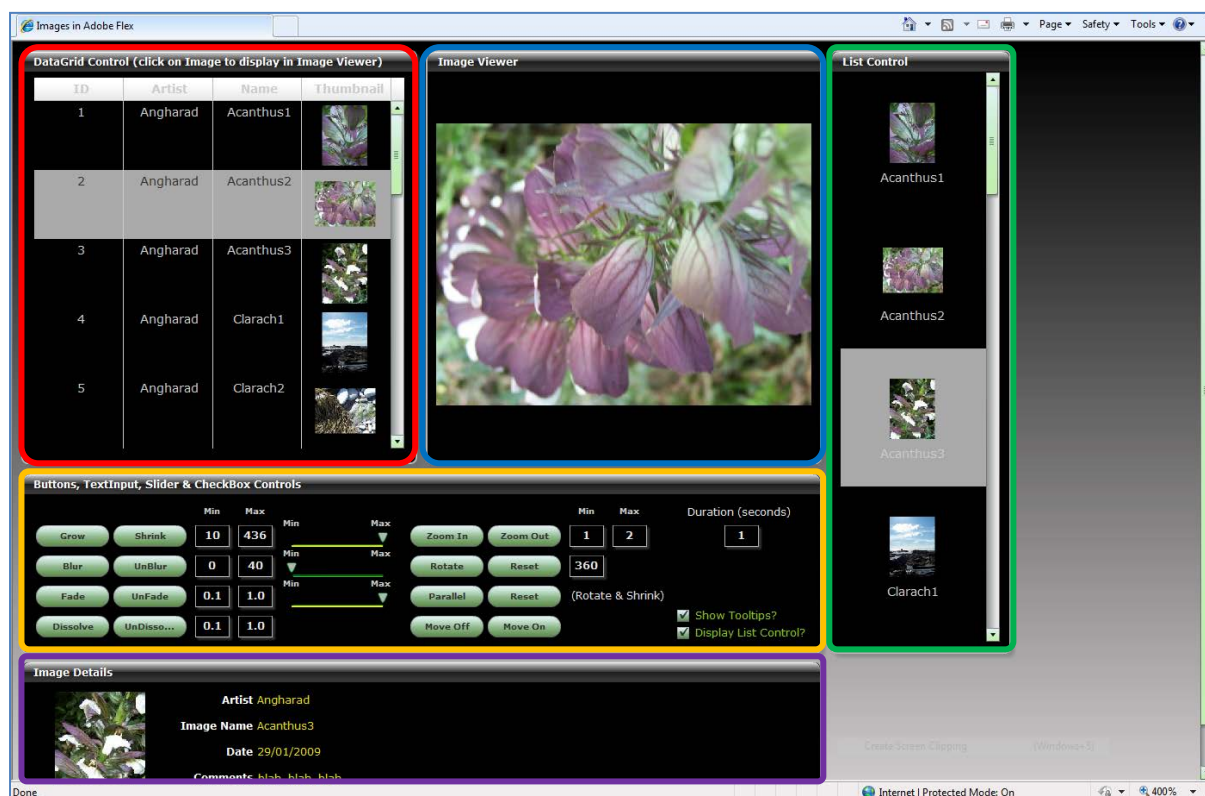 Images in Adobe Flex
Page Safety Tools
DataGrid Control (click on Image to display in Image Viewer)
ID Artist Name Thumbnail
1 Angharad Acanthus1
2 Angharad Acanthus2
3 Angharad Acanthus3
4 Angharad Clarach1
5 Angharad Clarach2
Image Viewer
List Control
Acanthus1
Acanthus2
Acanthus3
Clarach1
Buttons, TextInput, Slider & CheckBox Controls
Min Max
Grow Shrink 10 436 Min Max
Blur UnBlur 0 40 Min Max
Fade UnFade 0.1 1.0 Min Max
Dissolve UnDisso... 0.1 1.0
Min Max Duration (seconds)
Zoom In Zoom Out 1 2 1
Rotate Reset 360
Parallel Reset (Rotate & Shrink)
Move Off Move On
Show Tooltips?
Display List Control?
Image Details
Artist Angharad
Image Name Acanthus3
Date 29/01/2009
Comments blah, blah, blah
Create Screen Clipping (Windows+S)
Done
Internet | Protected Mode: On
400%